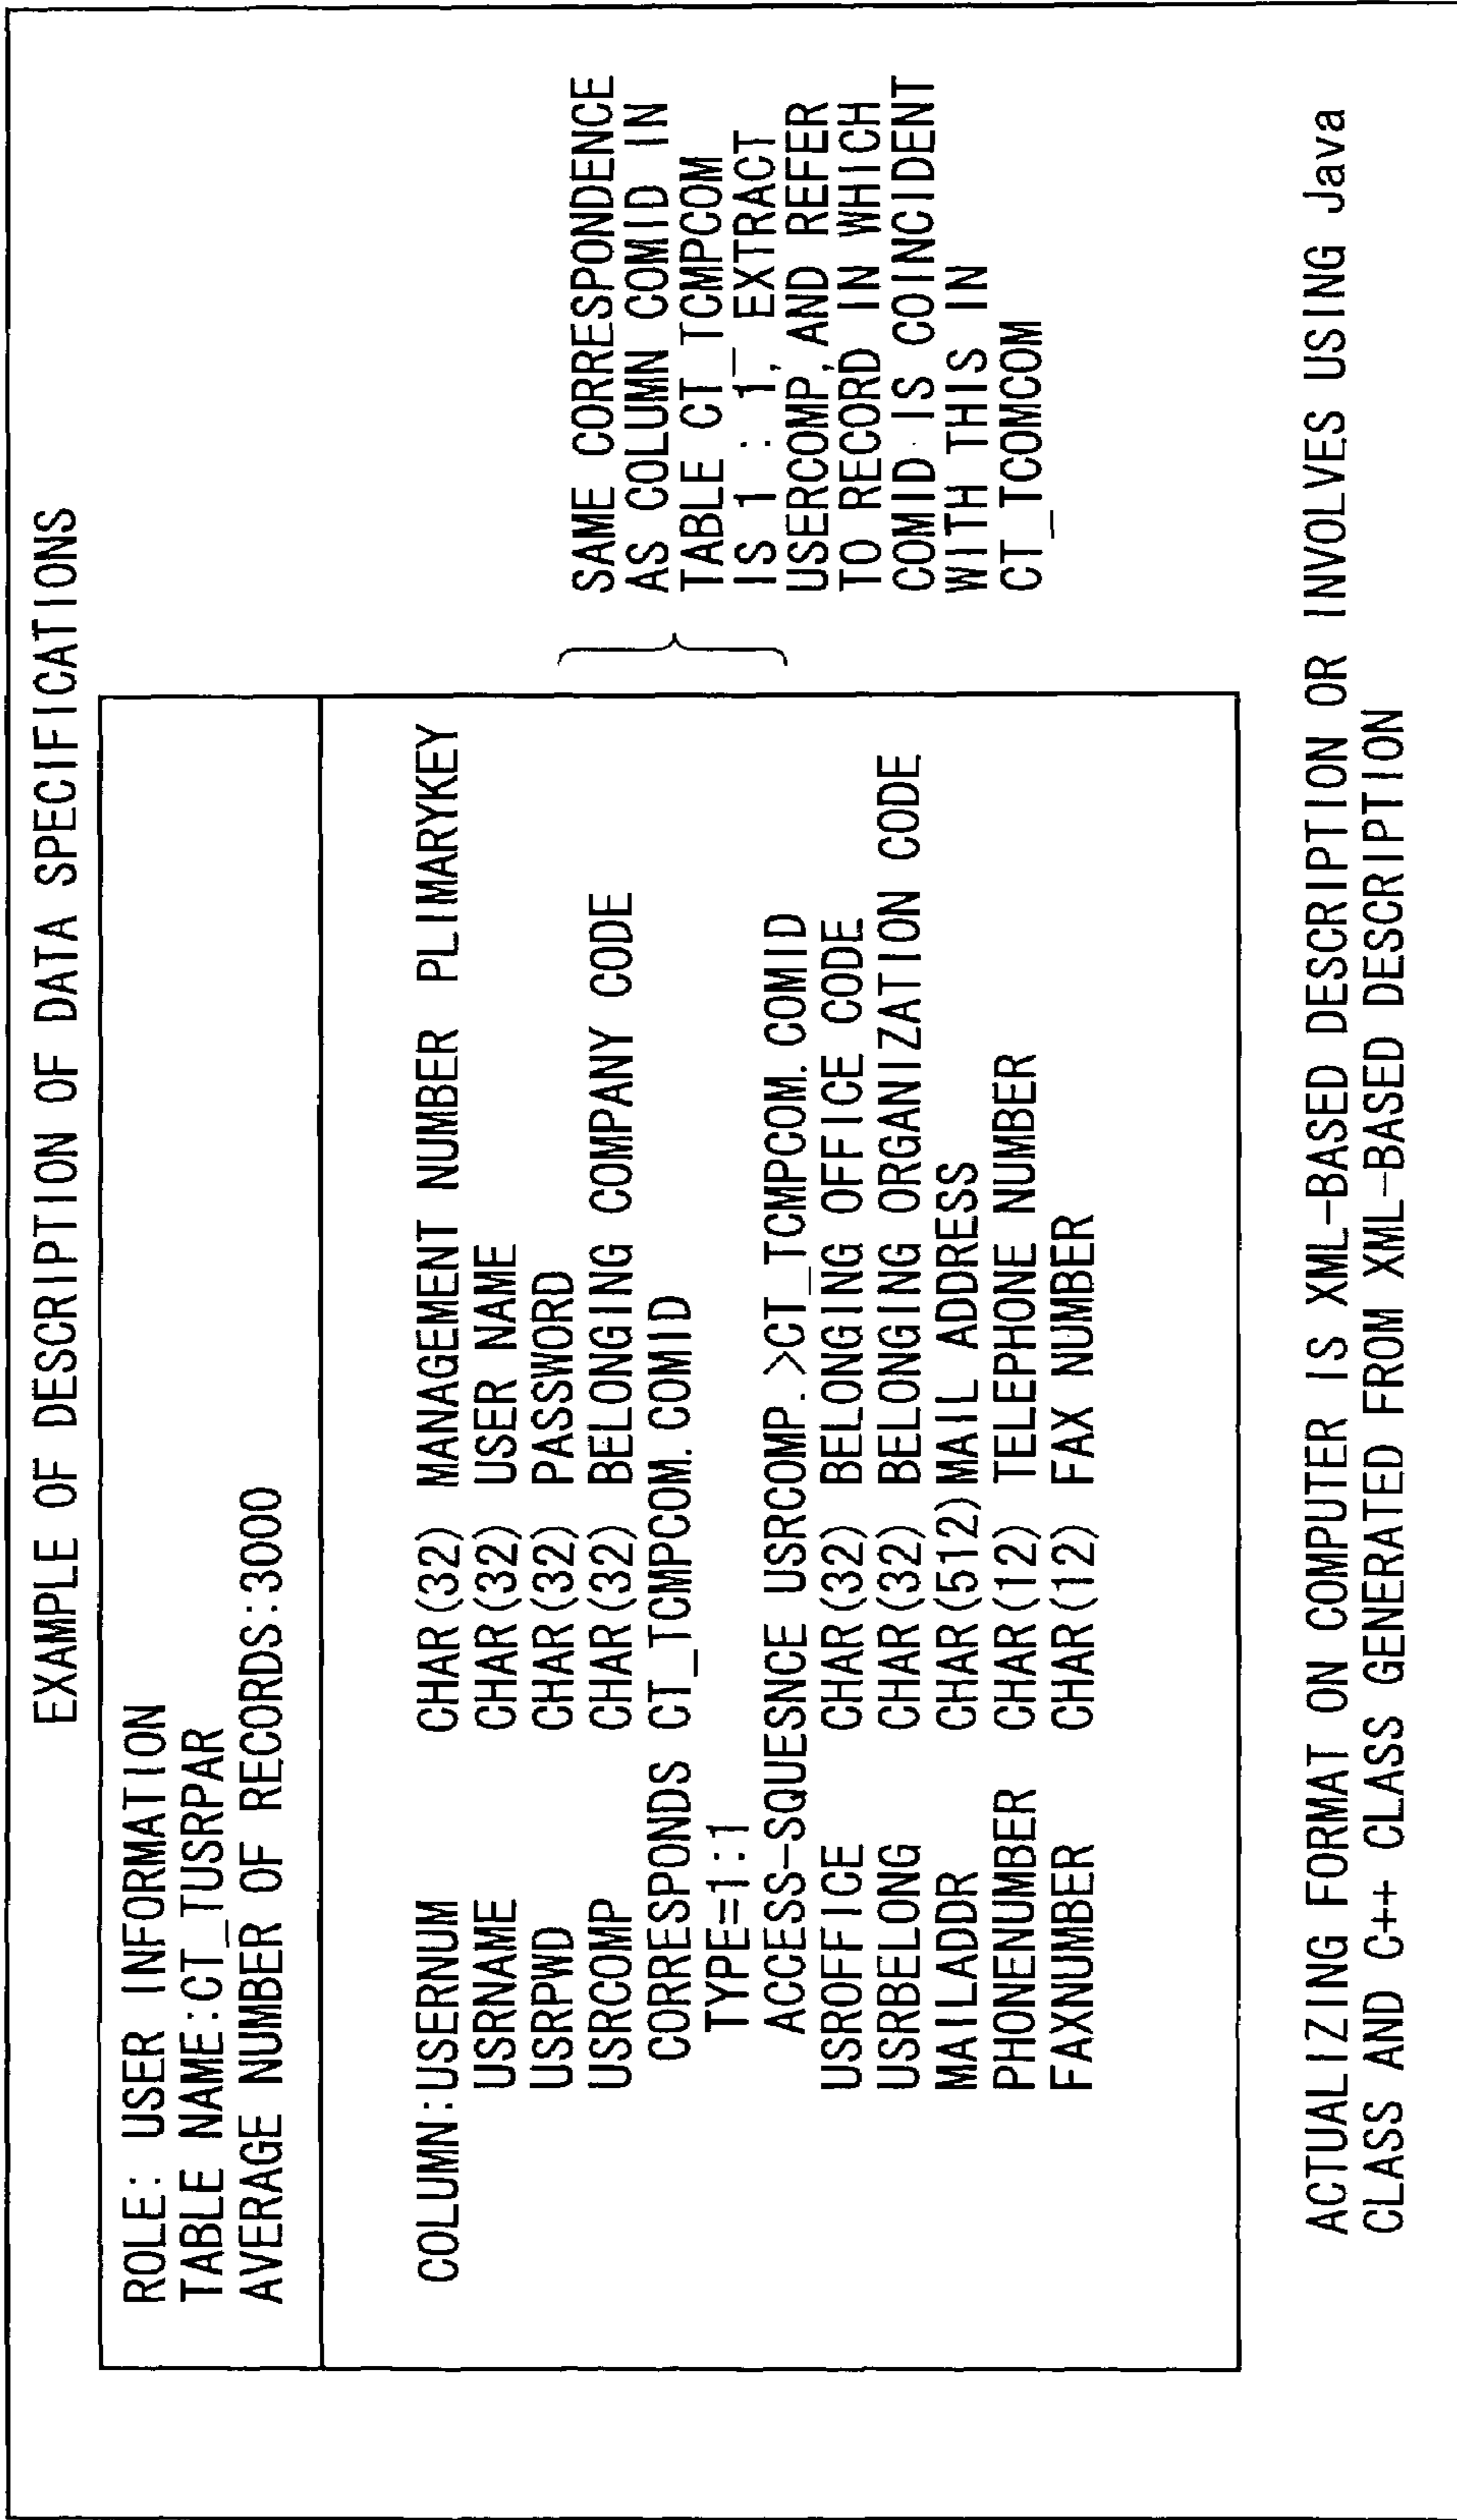 EXAMPLE OF DESCRIPTION OF DATA SPECIFICATIONS
ROLE: USER INFORMATION
TABLE NAME:CT_TUSRPAR
AVERAGE NUMBER OF RECORDS:3000
COLUMN:USERNUM CHAR(32) MANAGEMENT NUMBER PLIMARYKEY
USRNAME CHAR(32) USER NAME
USRPWD CHAR(32) PASSWORD
USRCOMP CHAR(32) BELONGING COMPANY CODE
CORRESPONDS CT_TCMPCOM.COMID
TYPE=1:1
ACCESS-SQUESNCE USRCOMP.>CT_TCMPCOM.COMID
USROFFICE CHAR(32) BELONGING OFFICE CODE
USRBELONG CHAR(32) BELONGING ORGANIZATION CODE
MAILADDR CHAR(512) MAIL ADDRESS
PHONENUMBER CHAR(12) TELEPHONE NUMBER
FAXNUMBER CHAR(12) FAX NUMBER
SAME CORRESPONDENCE
AS COLUMN COMID IN
TABLE CT_TCMPCOM
IS 1:1, EXTRACT
USERCOMP, AND REFER
TO RECORD IN WHICH
COMID IS COINCIDENT
WITH THIS IN
CT_TCOMCOM
ACTUALIZING FORMAT ON COMPUTER IS XML-BASED DESCRIPTION OR INVOLVES USING Java
CLASS AND C++ CLASS GENERATED FROM XML-BASED DESCRIPTION